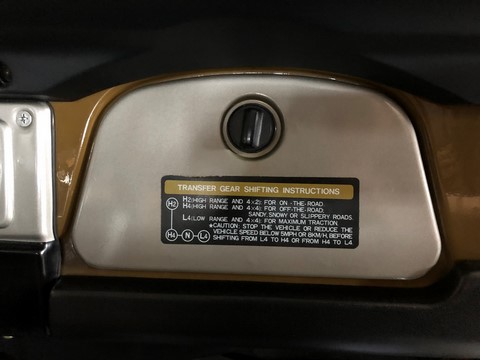 TRANSFER GEAR SHIFTING INSTRUCTIONS
H2:HIGH RANGE AND 4×2: FOR ON-THE-ROAD.
H4:HIGH RANGE AND 4×4: FOR OFF-THE-ROAD.
SANDY, SNOW OR SLIPPERY ROADS.
L4:LOW RANGE AND 4×4: FOR MAXIMUM TRACTION.
*CAUTION: STOP THE VEHICLE OR REDUCE THE
VEHICLE SPEED BELOW 5MPH OR 8KM/H, BEFORE
SHIFTING FROM L4 TO H4 OR FROM H4 TO L4
H2
H4 N L4